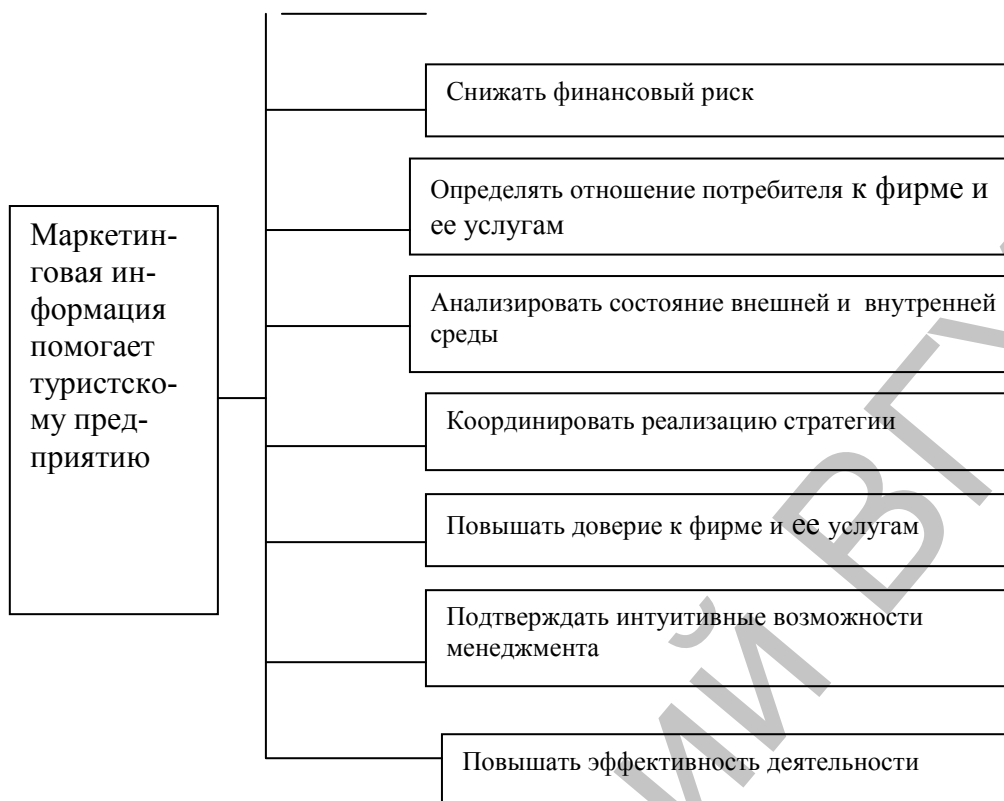 Снижать финансовый риск
Определять отношение потребителя к фирме и
ее услугам
Маркетин-
говая ин-
формация
помогает
туристско-
му пред-
приятию
Анализировать состояние внешней и внутренней
среды
Координировать реализацию стратегии
Повышать доверие к фирме и ее услугам
Подтверждать интуитивные возможности
менеджмента
Повышать эффективность деятельности
ий ВГУ